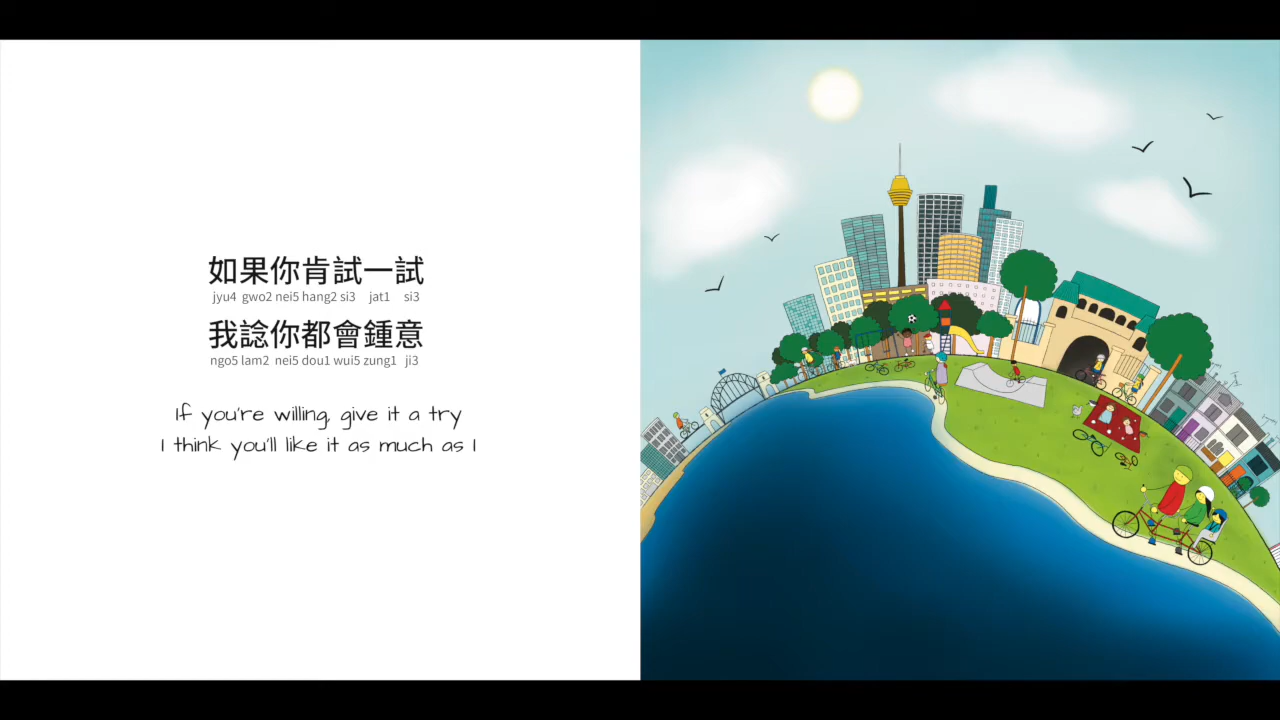 如果你肯試一試
jyu4 gwo2 nei5 hang2 si3 jat1 si3
我諗你都會鍾意
ngo5 lam2 nei5 dou1 wui5 zung1 ji3
If you're willing, give it a try
I think you'll like it as much as I